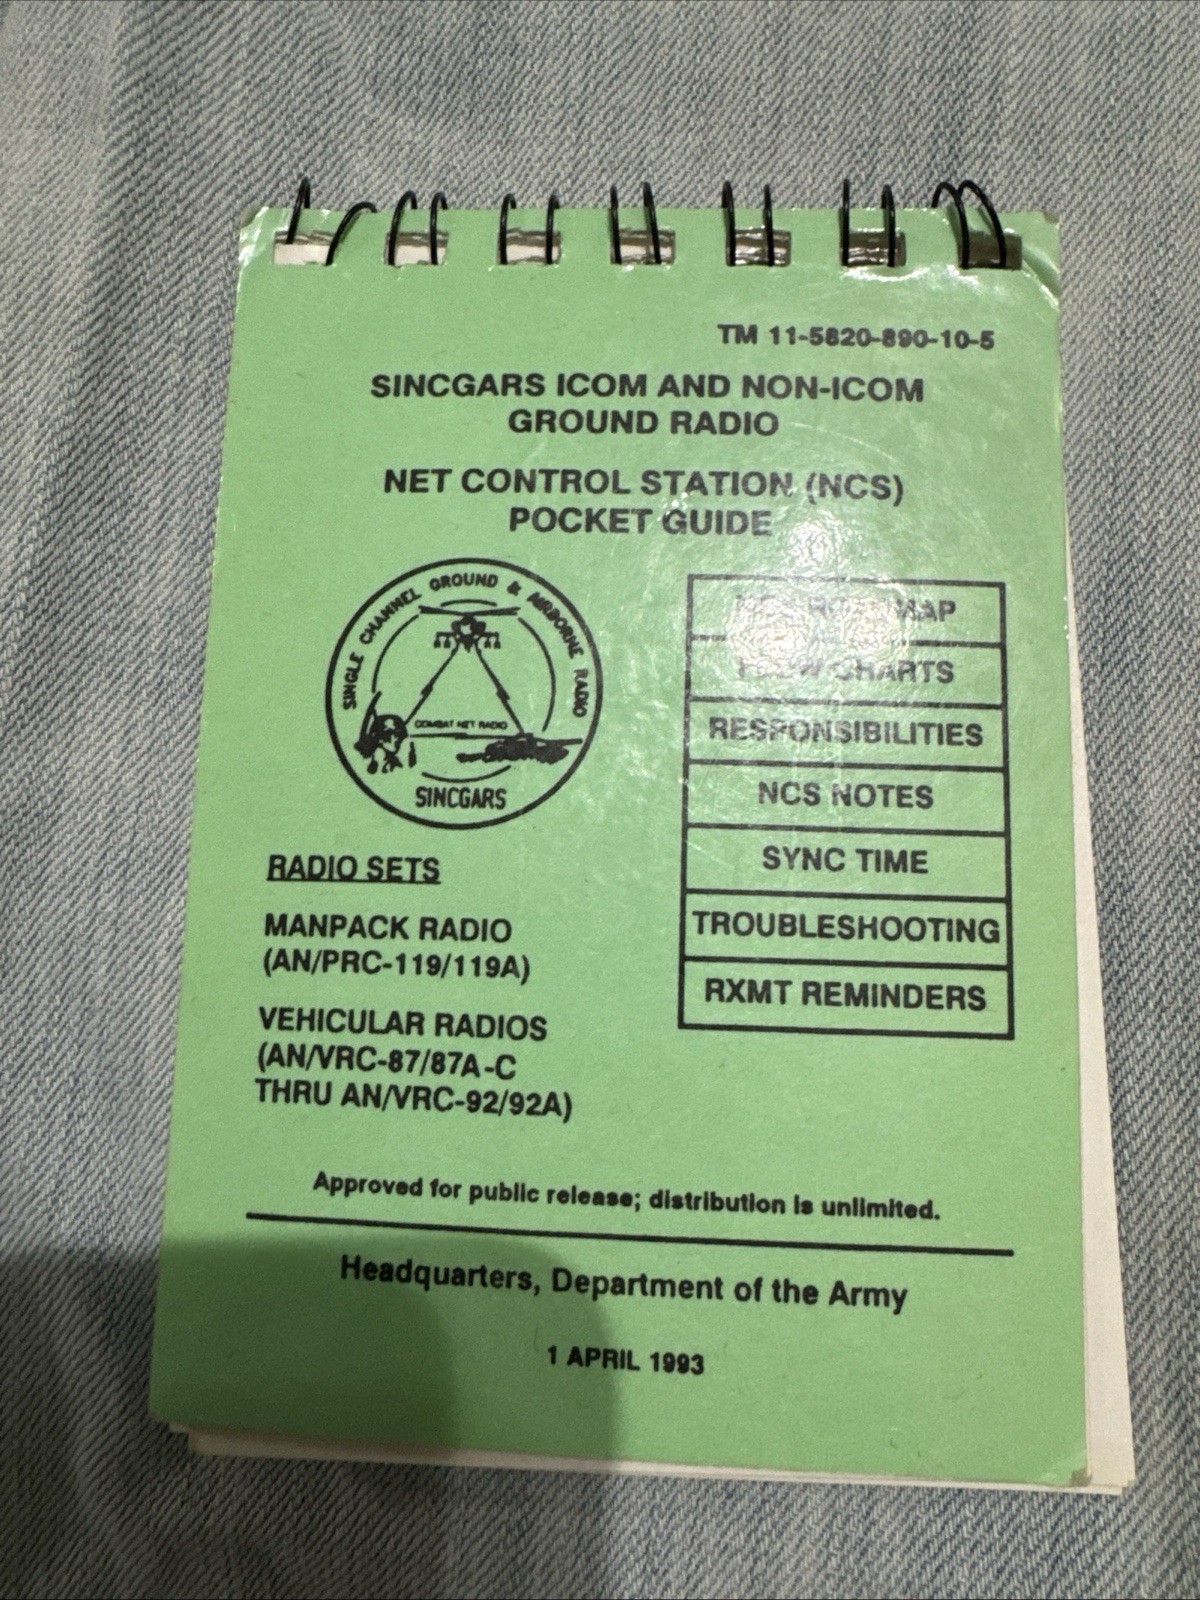 TM 11-5820-890-10-5
SINCGARS ICOM AND NON-ICOM
GROUND RADIO
NET CONTROL STATION (NCS)
POCKET GUIDE
SINGLE CHANNEL GROUND & AIRBORNE RADIO
COMBAT NET RADIO
SINCGARS
MAP
FLOW CHARTS
RESPONSIBILITIES
NCS NOTES
SYNC TIME
TROUBLESHOOTING
RXMT REMINDERS
RADIO SETS
MANPACK RADIO
(AN/PRC-119/119A)
VEHICULAR RADIOS
(AN/VRC-87/87A-C
THRU AN/VRC-92/92A)
Approved for public release; distribution is unlimited.
Headquarters, Department of the Army
1 APRIL 1993